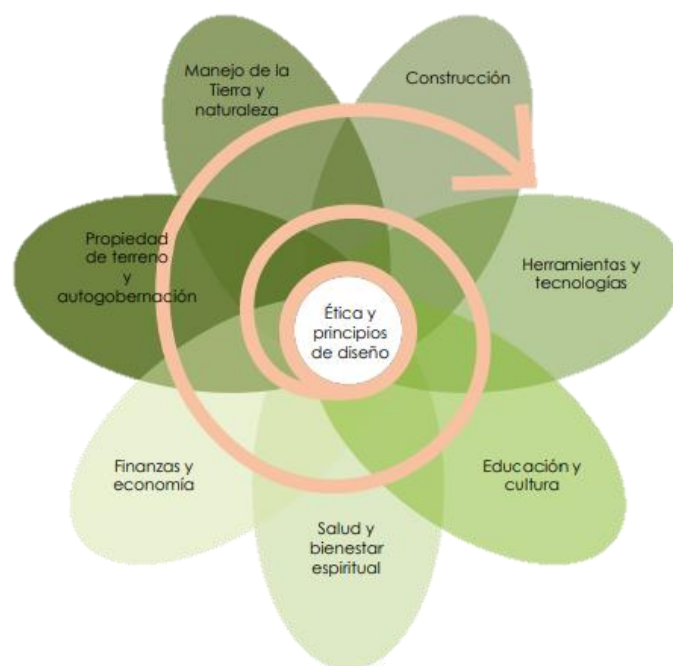 Manejo de la
Tierra y
naturaleza
Construcción
Propiedad
de terreno
y
autogobernación
Herramientas y
tecnologías
Ética y
principios
de diseño
Finanzas y
economía
Educación y
cultura
Salud y
bienestar
espiritual